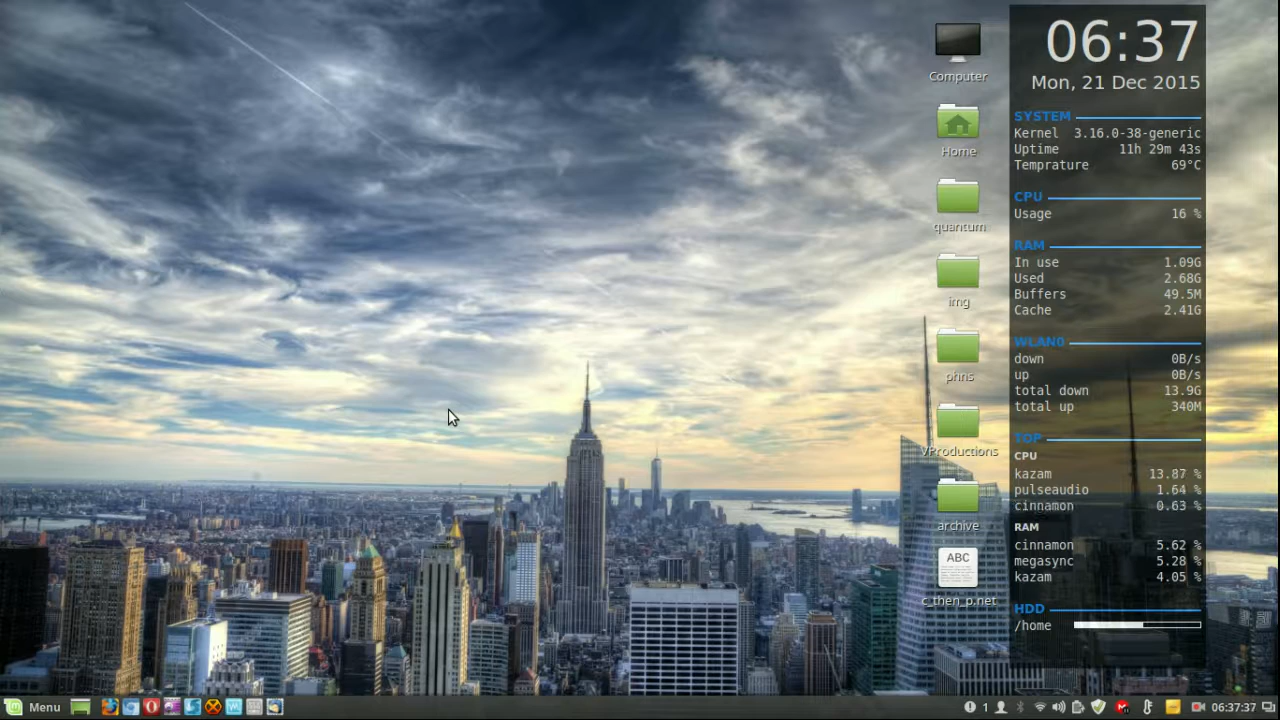 Computer
Home
quantum
img
phns
VProductions
archive
ABC
c_then_p.net
06:37
Mon, 21 Dec 2015
SYSTEM
Kernel 3.16.0-38-generic
Uptime 11h 29m 43s
Temprature 69°C
CPU
Usage 16 %
RAM
In use 1.09G
Used 2.68G
Buffers 49.5M
Cache 2.41G
WLAN0
down 0B/s
up 0B/s
total down 13.9G
total up 340M
TOP
CPU
kazam 13.87 %
pulseaudio 1.64 %
cinnamon 0.63 %
RAM
cinnamon 5.62 %
megasync 5.28 %
kazam 4.05 %
HDD
/home
Menu 1 06:37:37